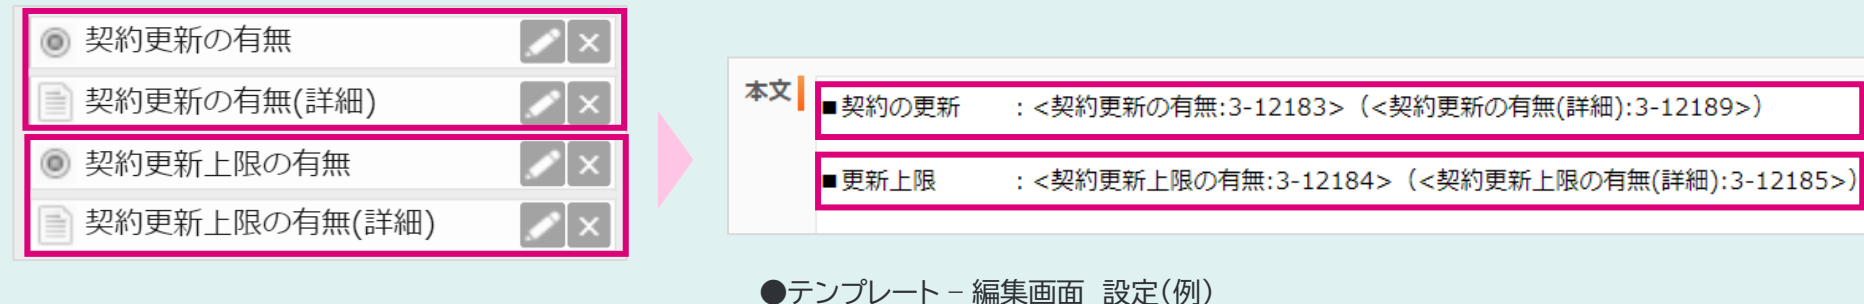 契約更新の有無
契約更新の有無(詳細)
契約更新上限の有無
契約更新上限の有無(詳細)
本文
■契約の更新　　：<契約更新の有無:3-12183>（<契約更新の有無(詳細):3-12189>）
■更新上限　　　：<契約更新上限の有無:3-12184>（<契約更新上限の有無(詳細):3-12185>）
●テンプレート – 編集画面　設定（例）